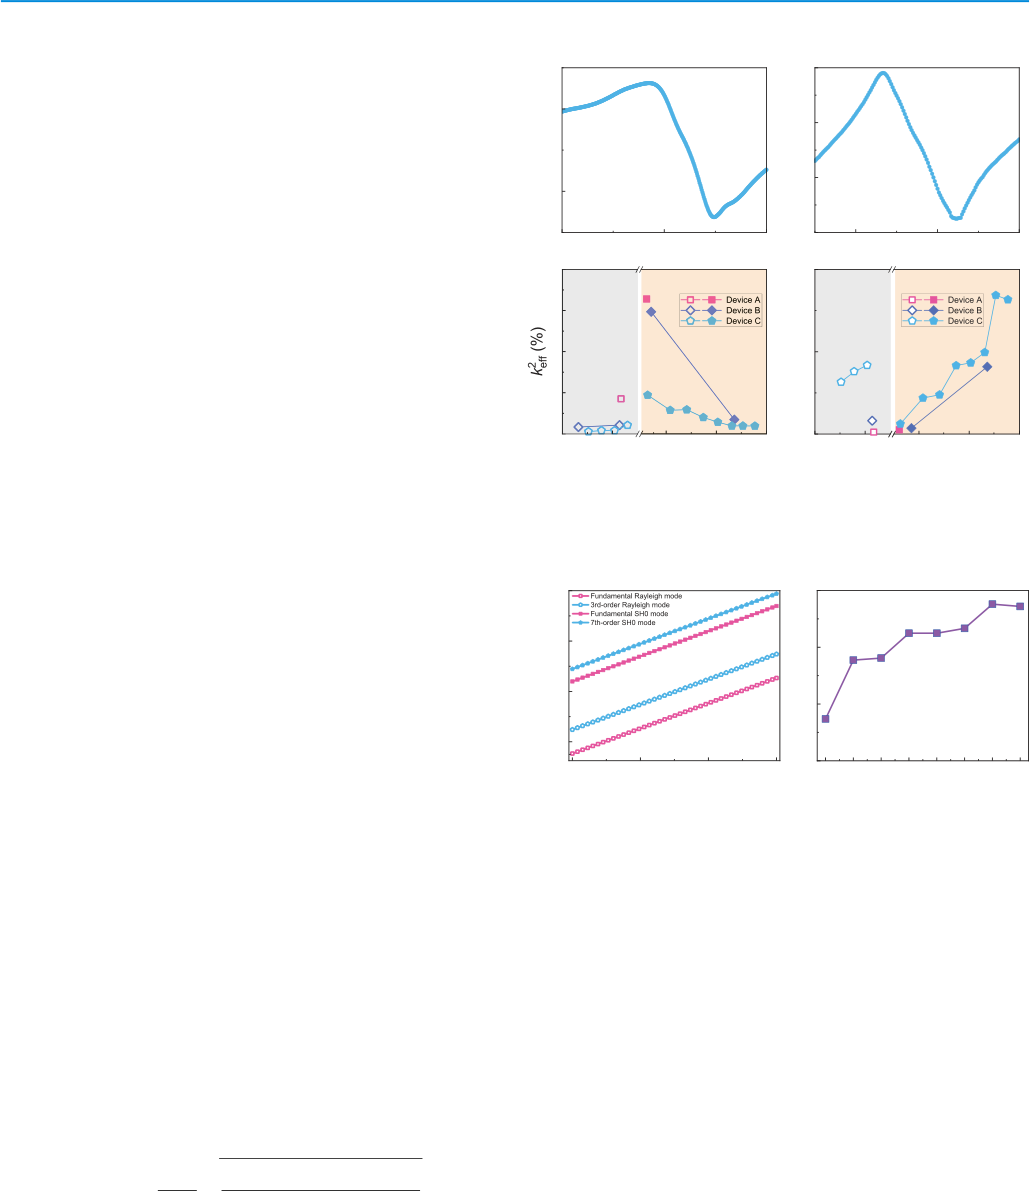 k²eff (%)
Device A
Device B
Device C
Device A
Device B
Device C
Fundamental Rayleigh mode
3rd-order Rayleigh mode
Fundamental SH0 mode
7th-order SH0 mode